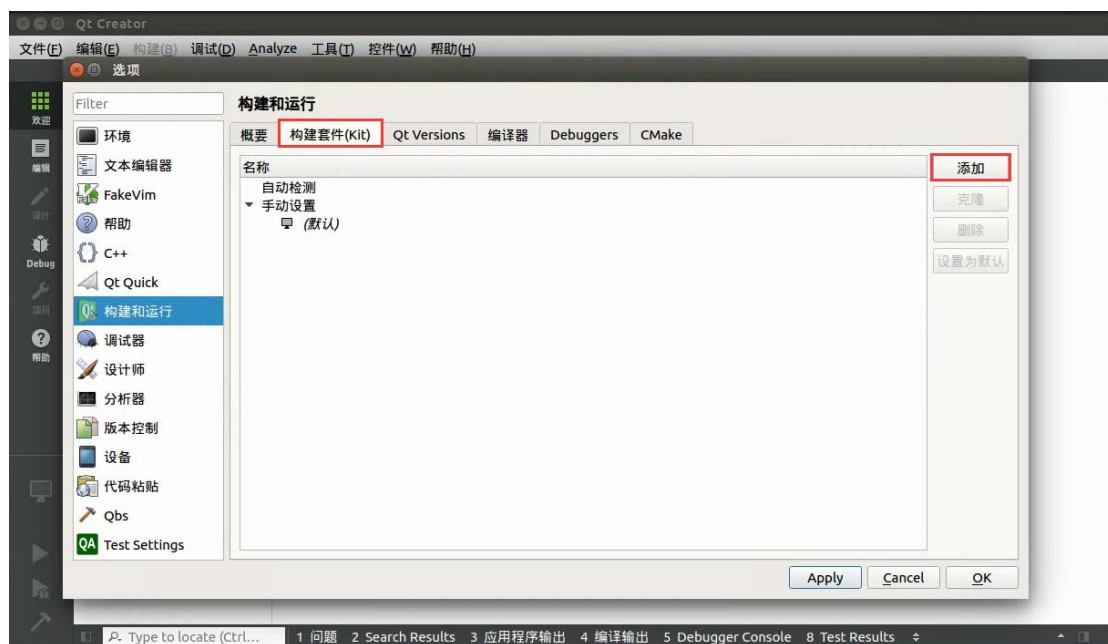 Qt Creator
文件(F) 编辑(E) 构建(B) 调试(D) Analyze 工具(T) 控件(W) 帮助(H)
选项
Filter
构建和运行
欢迎
编辑
设计
Debug
项目
帮助
环境
文本编辑器
FakeVim
帮助
C++
Qt Quick
构建和运行
调试器
设计师
分析器
版本控制
设备
代码粘贴
Qbs
Test Settings
概要 构建套件(Kit) Qt Versions 编译器 Debuggers CMake
名称
自动检测
手动设置
(默认)
添加
克隆
删除
设置为默认
Apply Cancel OK
Type to locate (Ctrl... 1 问题 2 Search Results 3 应用程序输出 4 编译输出 5 Debugger Console 8 Test Results